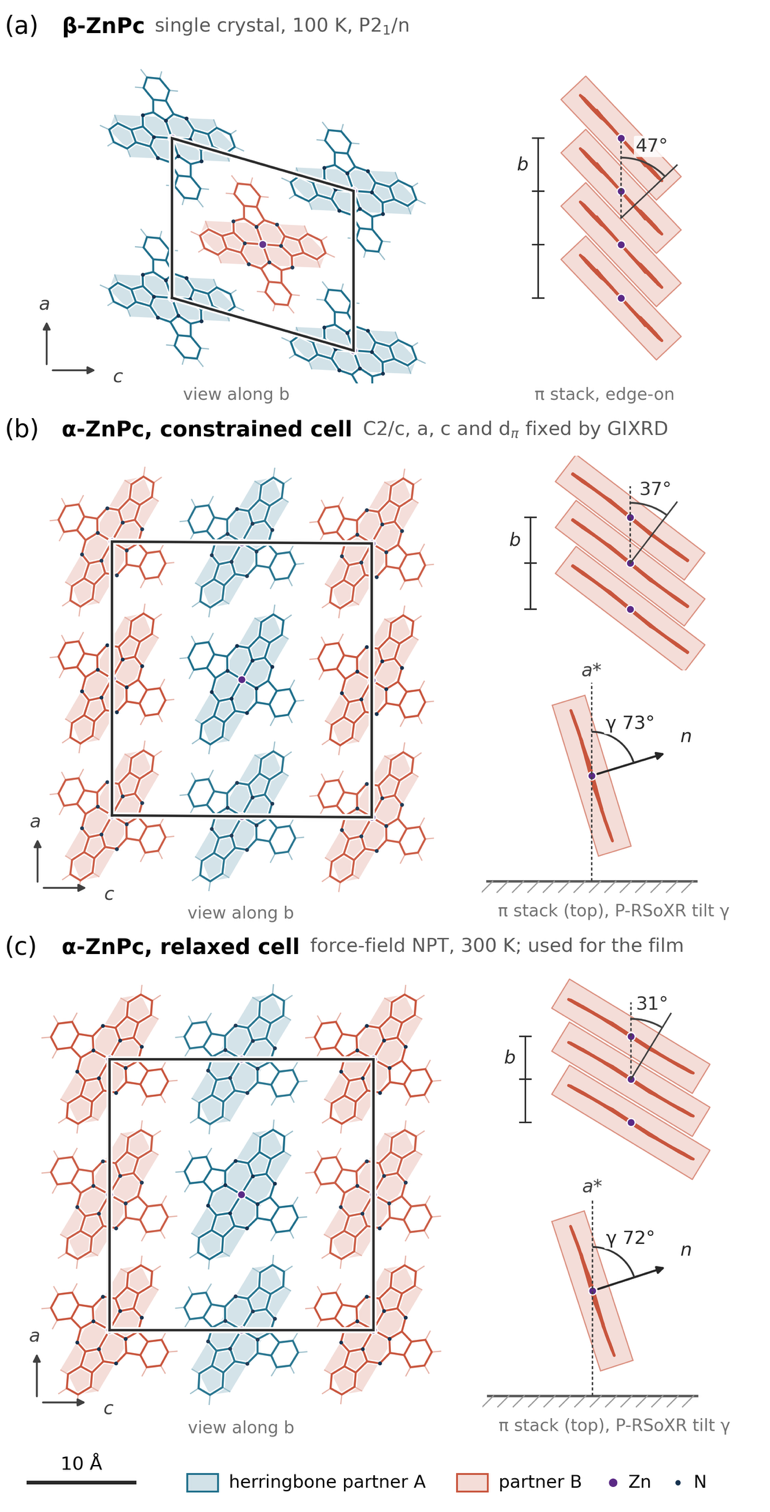 (a) β-ZnPc single crystal, 100 K, P2₁/n
47°
b
a
c
view along b
π stack, edge-on
(b) α-ZnPc, constrained cell C2/c, a, c and dπ fixed by GIXRD
37°
b
a*
γ 73°
n
a
c
view along b
π stack (top), P-RSoXR tilt γ
(c) α-ZnPc, relaxed cell force-field NPT, 300 K; used for the film
31°
b
a*
γ 72°
n
a
c
view along b
π stack (top), P-RSoXR tilt γ
10 Å
herringbone partner A partner B Zn N